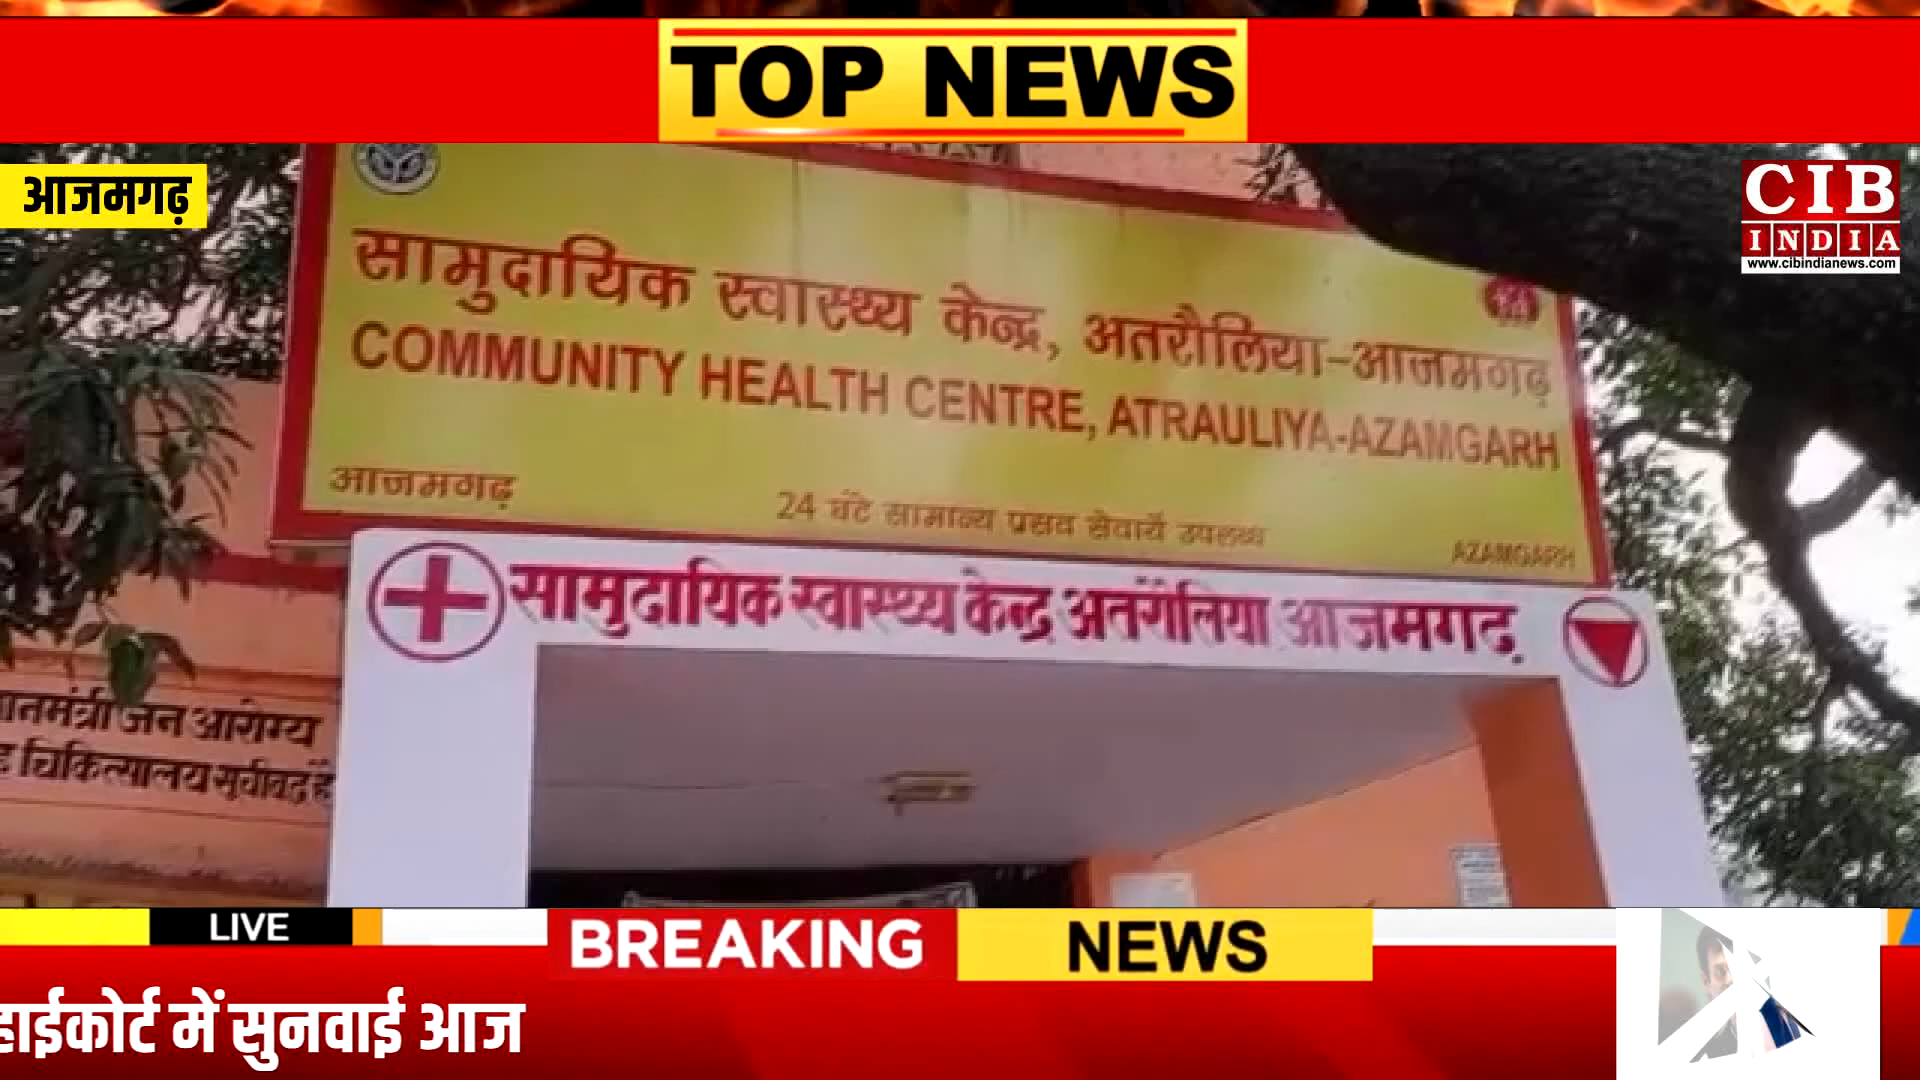 TOP NEWS
आजमगढ़
CIB
INDIA
www.cibindianews.com
सामुदायिक स्वास्थ्य केन्द्र, अतरौलिया-आजमगढ़
COMMUNITY HEALTH CENTRE, ATRAULIYA-AZAMGARH
आजमगढ़
24 घंटे सामान्य प्रसव सेवायें उपलब्ध
AZAMGARH
सामुदायिक स्वास्थ्य केन्द्र अतरौलिया आजमगढ़
जन आरोग्य
चिकित्सालय सूचीबद्ध है
LIVE
BREAKING NEWS
हाईकोर्ट में सुनवाई आज